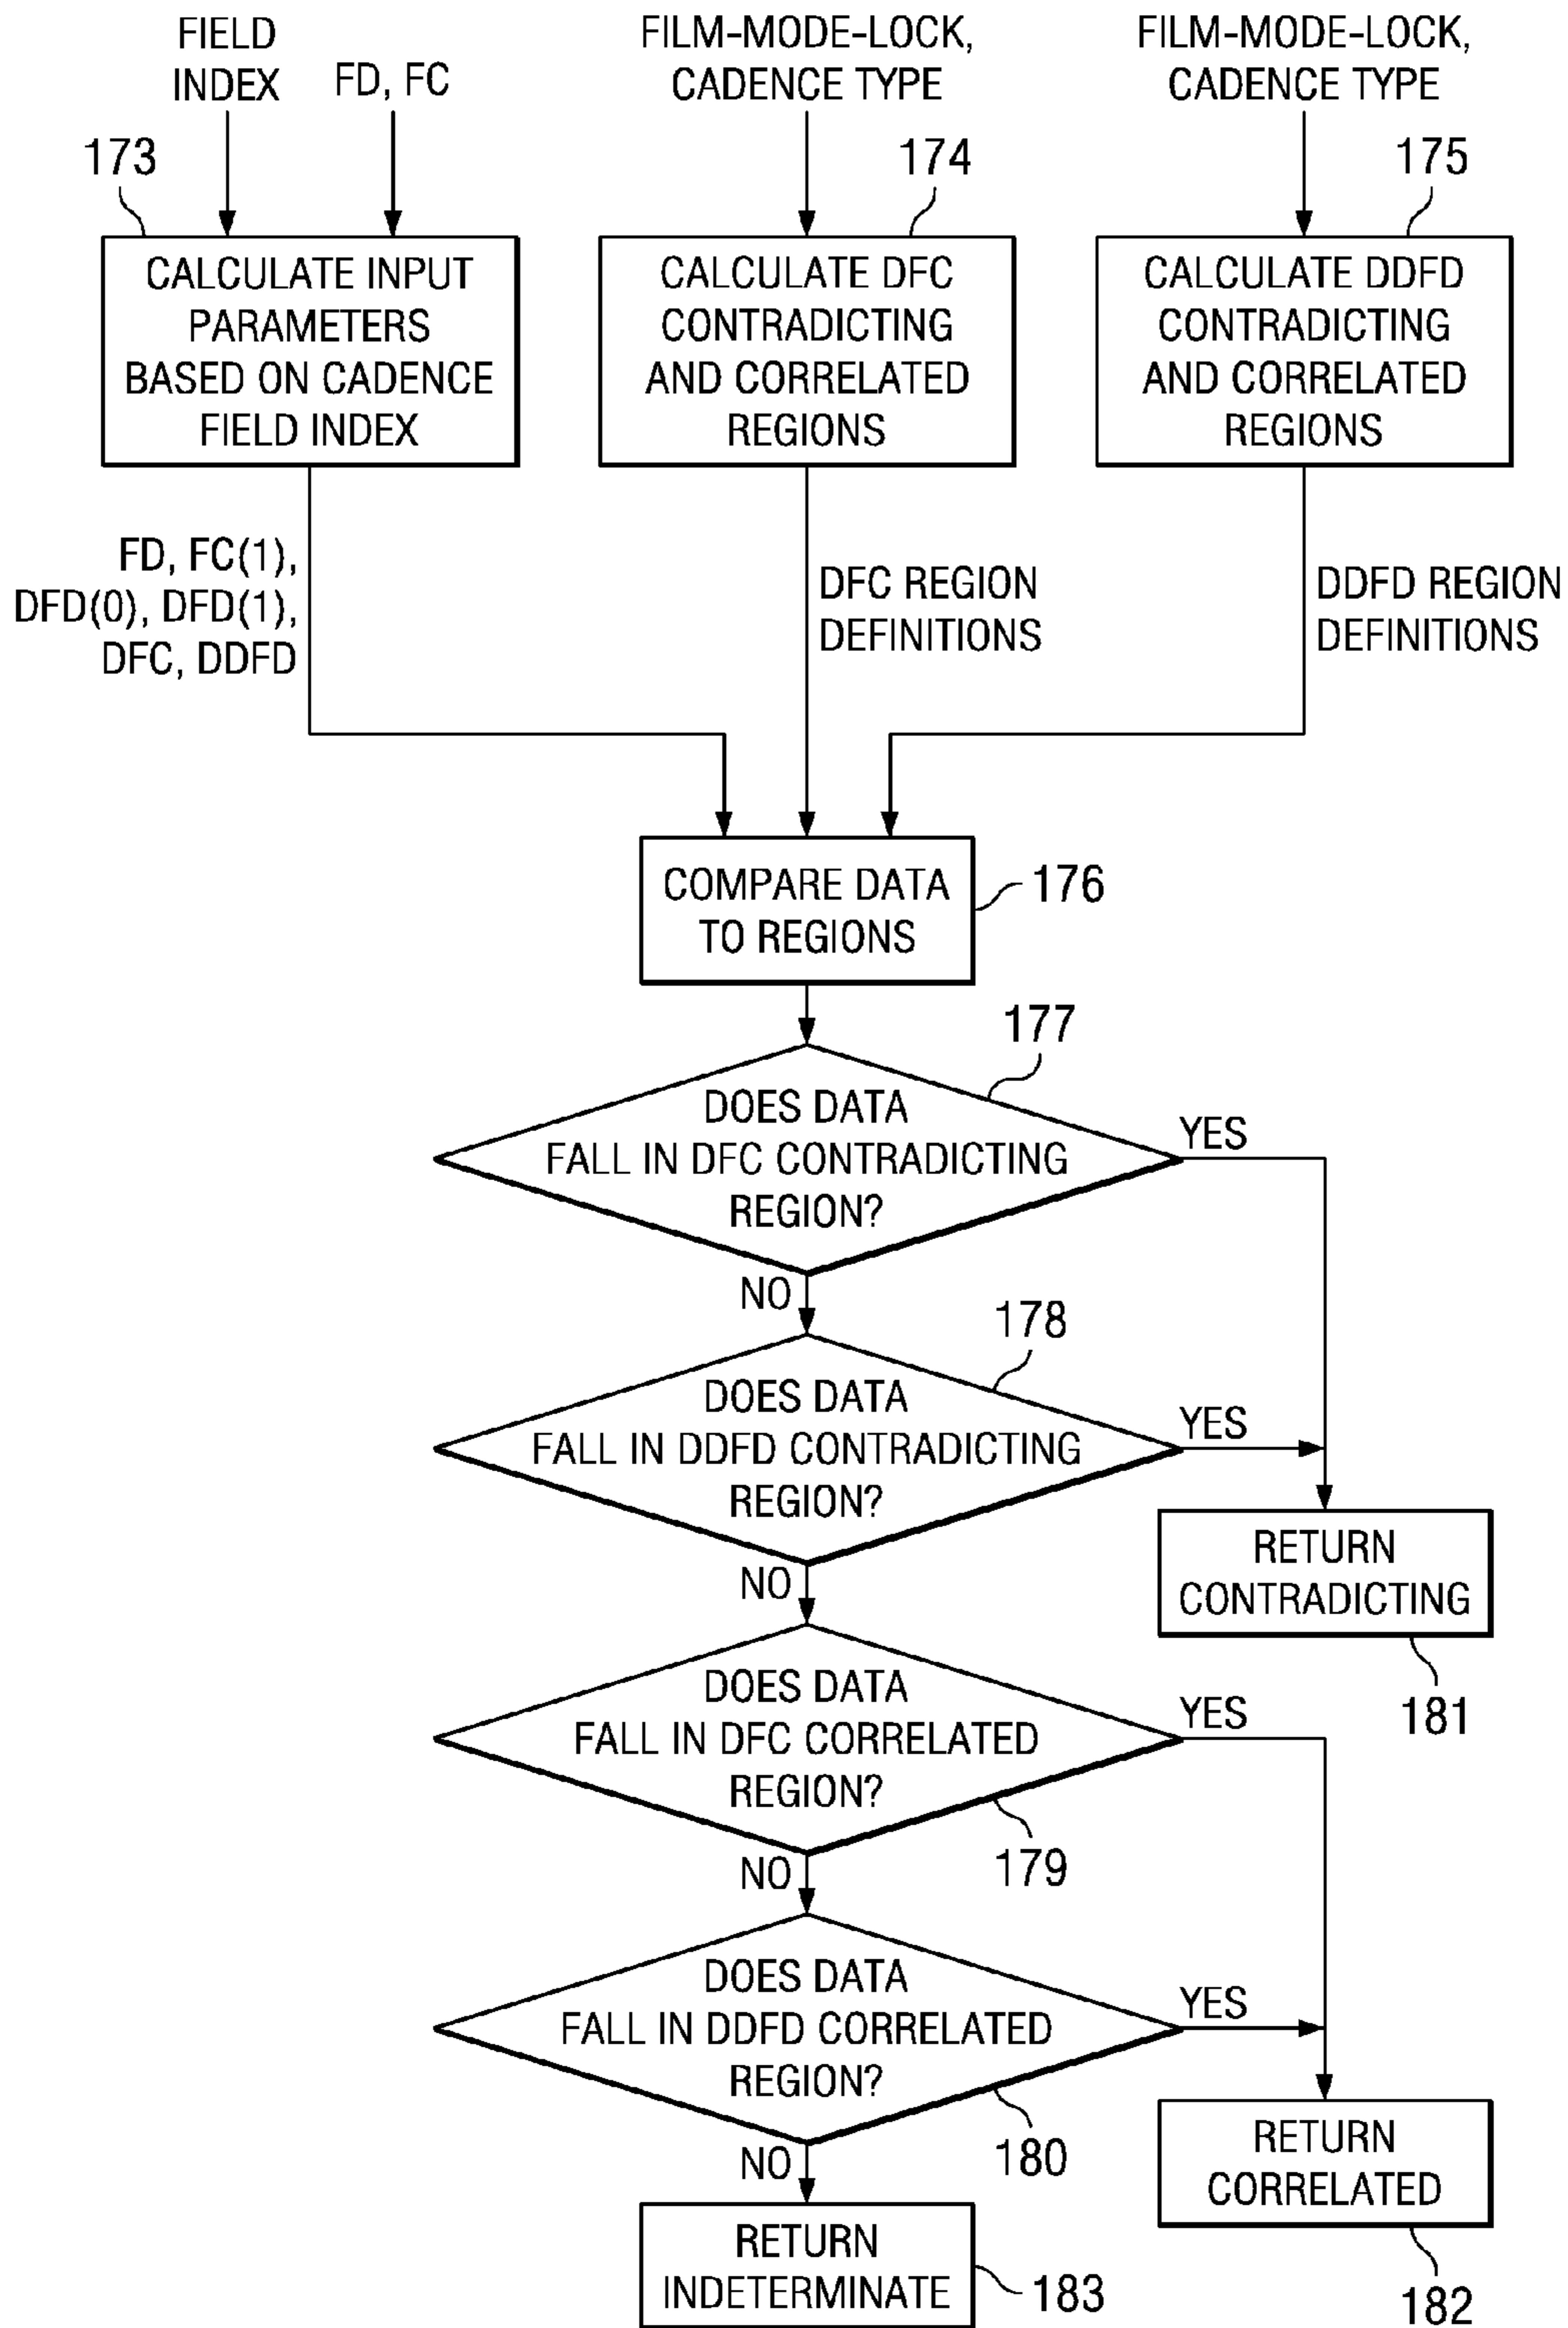 FIELD
INDEX
FD, FC
FILM-MODE-LOCK,
CADENCE TYPE
FILM-MODE-LOCK,
CADENCE TYPE
173
174
175
CALCULATE INPUT
PARAMETERS
BASED ON CADENCE
FIELD INDEX
CALCULATE DFC
CONTRADICTING
AND CORRELATED
REGIONS
CALCULATE DDFD
CONTRADICTING
AND CORRELATED
REGIONS
FD, FC(1),
DFD(0), DFD(1),
DFC, DDFD
DFC REGION
DEFINITIONS
DDFD REGION
DEFINITIONS
COMPARE DATA
TO REGIONS
176
177
DOES DATA
FALL IN DFC CONTRADICTING
REGION?
YES
NO
178
DOES DATA
FALL IN DDFD CONTRADICTING
REGION?
YES
NO
RETURN
CONTRADICTING
181
DOES DATA
FALL IN DFC CORRELATED
REGION?
YES
179
NO
DOES DATA
FALL IN DDFD CORRELATED
REGION?
YES
180
NO
RETURN
CORRELATED
182
RETURN
INDETERMINATE
183